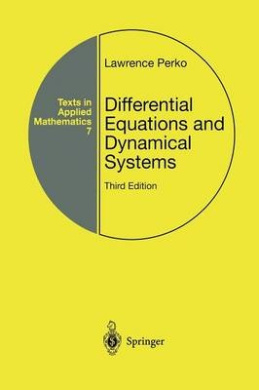 Lawrence Perko
Texts in
Applied
Mathematics
7
Differential
Equations and
Dynamical
Systems
Third Edition
Springer